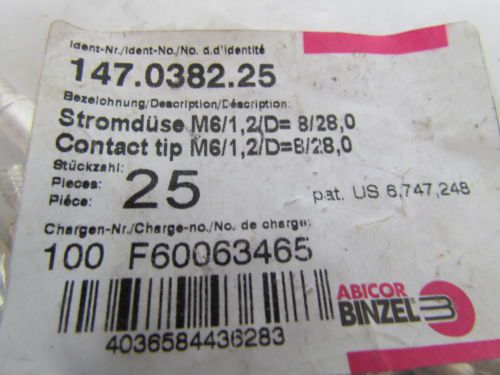 Ident-Nr./Ident-No./No. d.d'identité
147.0382.25
Bezeichnung/Description/Déscription:
Stromdüse M6/1,2/D= 8/28,0
Contact tip M6/1,2/D=8/28,0
Stückzahl:
Pieces:
Piéce:
25
pat. US 6,747,248
Chargen-Nr./Charge-no./No. de charge:
100 F60063465
4036584436283
ABICOR
BINZEL®